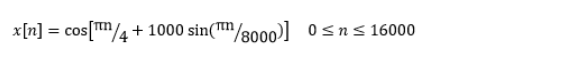 x[n] = cos[πn/4 + 1000 sin(πn/8000)] 0 ≤ n ≤ 16000